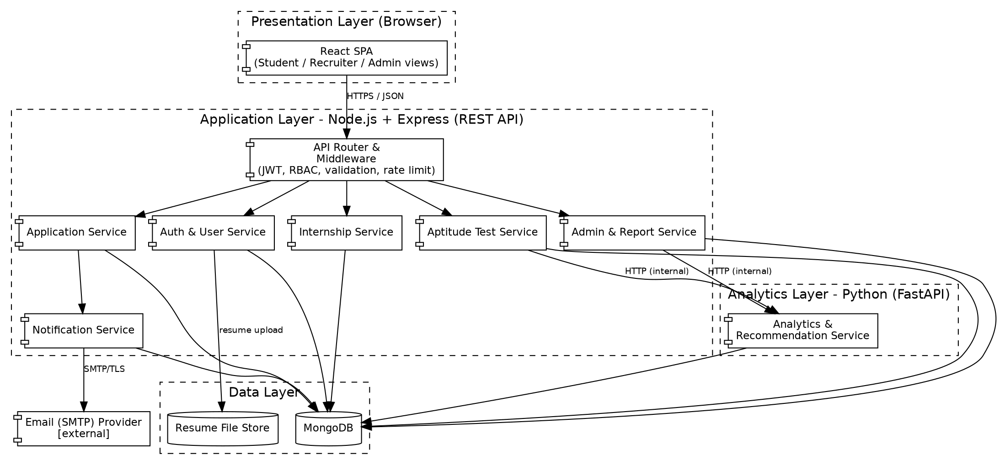 Presentation Layer (Browser)
React SPA
(Student / Recruiter / Admin views)
HTTPS / JSON
Application Layer - Node.js + Express (REST API)
API Router &
Middleware
(JWT, RBAC, validation, rate limit)
Application Service
Auth & User Service
Internship Service
Aptitude Test Service
Admin & Report Service
HTTP (internal)
HTTP (internal)
Analytics Layer - Python (FastAPI)
Notification Service
resume upload
Analytics &
Recommendation Service
SMTP/TLS
Data Layer
Email (SMTP) Provider
[external]
Resume File Store
MongoDB